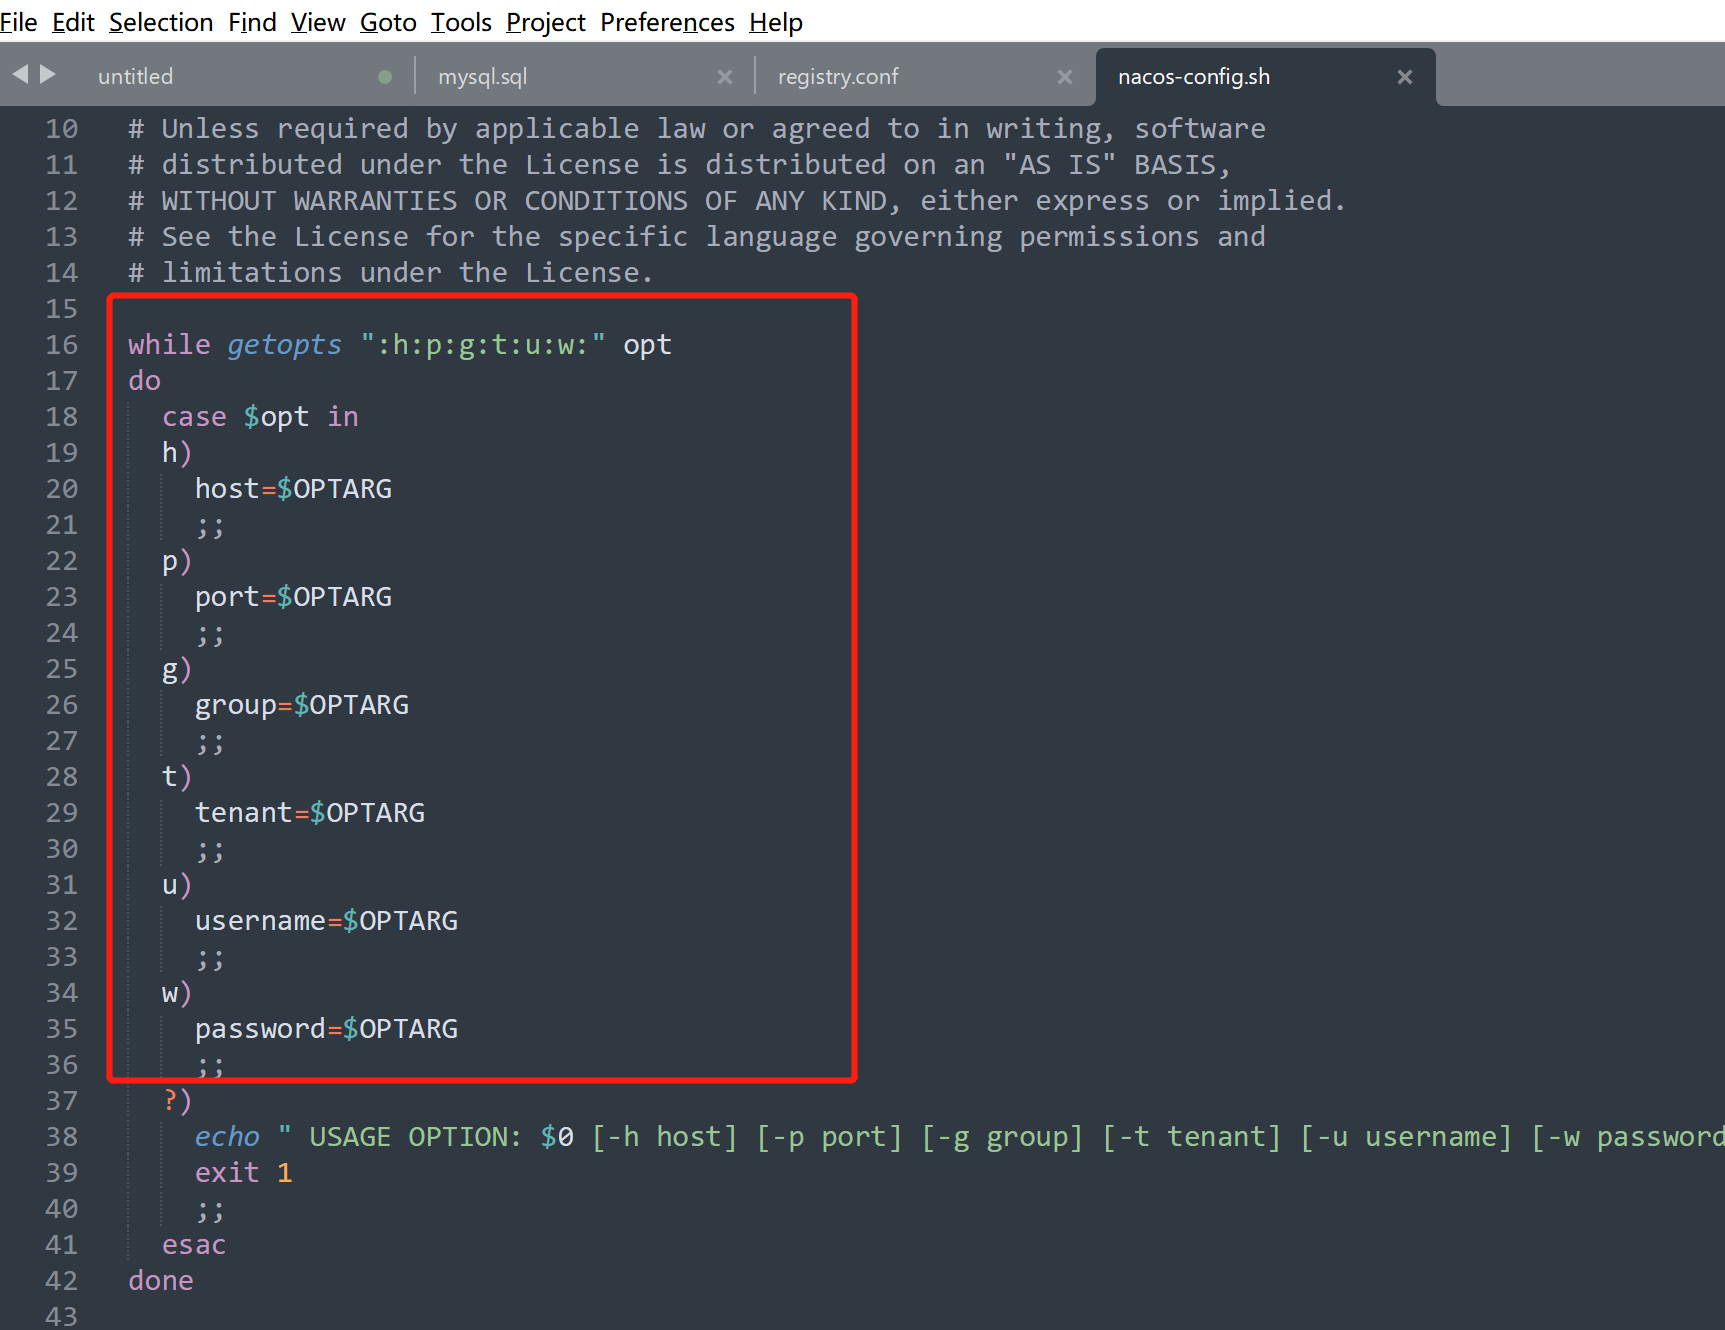 File Edit Selection Find View Goto Tools Project Preferences Help
untitled mysql.sql registry.conf nacos-config.sh
10 # Unless required by applicable law or agreed to in writing, software
11 # distributed under the License is distributed on an "AS IS" BASIS,
12 # WITHOUT WARRANTIES OR CONDITIONS OF ANY KIND, either express or implied.
13 # See the License for the specific language governing permissions and
14 # limitations under the License.
15
16 while getopts ":h:p:g:t:u:w:" opt
17 do
18 case $opt in
19 h)
20 host=$OPTARG
21 ;;
22 p)
23 port=$OPTARG
24 ;;
25 g)
26 group=$OPTARG
27 ;;
28 t)
29 tenant=$OPTARG
30 ;;
31 u)
32 username=$OPTARG
33 ;;
34 w)
35 password=$OPTARG
36 ;;
37 ?)
38 echo " USAGE OPTION: $0 [-h host] [-p port] [-g group] [-t tenant] [-u username] [-w password
39 exit 1
40 ;;
41 esac
42 done
43